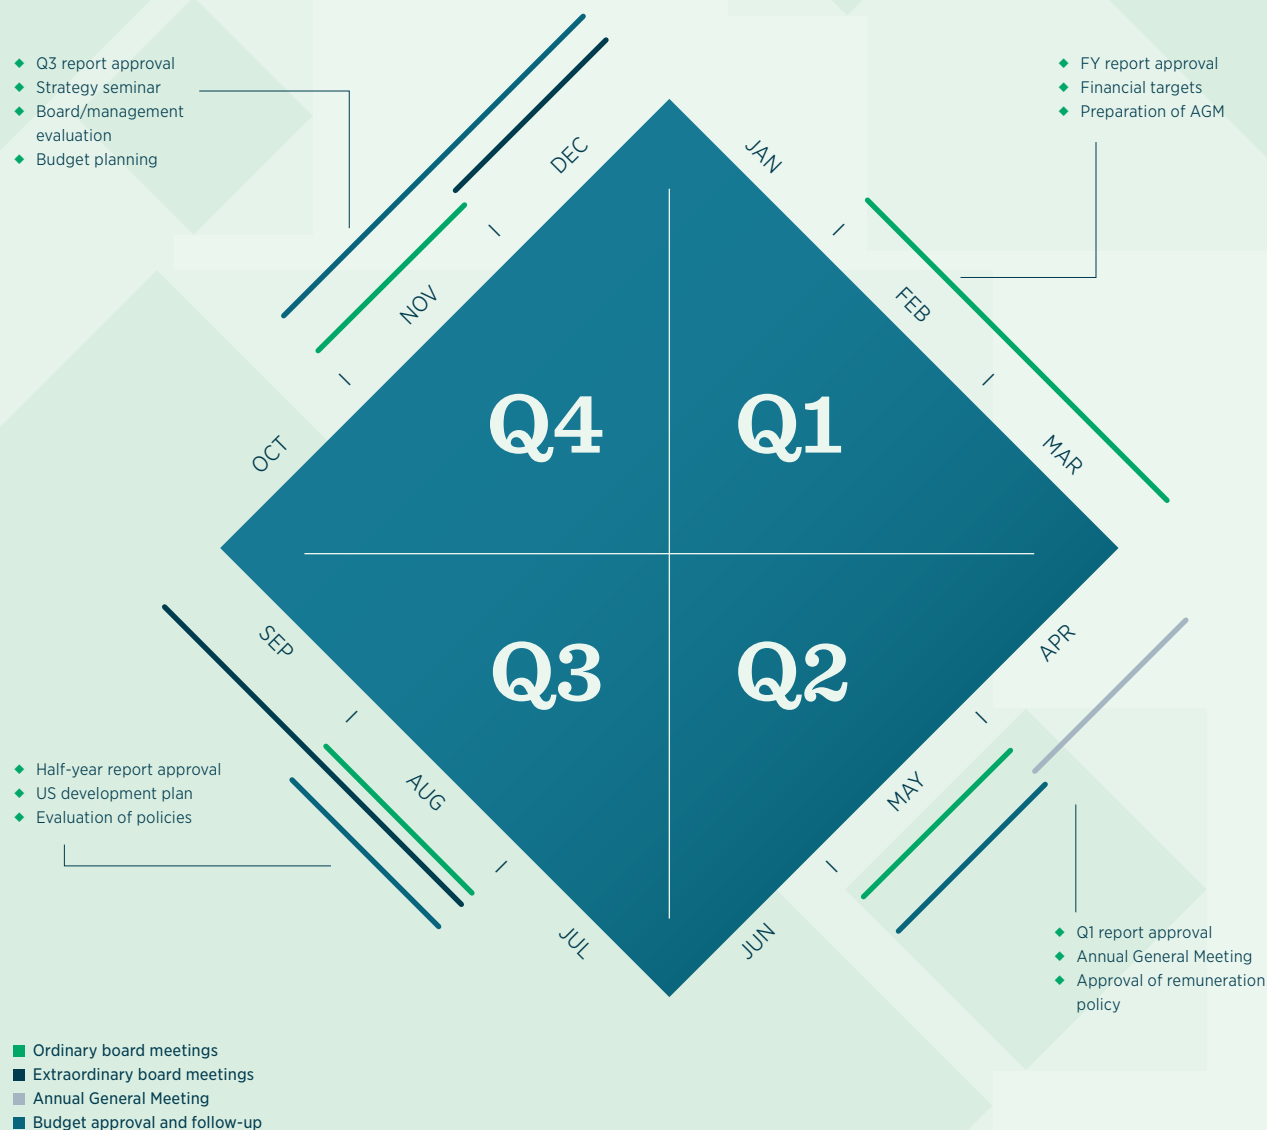 Q3 report approval
Strategy seminar
Board/management
evaluation
Budget planning
FY report approval
Financial targets
Preparation of AGM
DEC
JAN
NOV
FEB
OCT
MAR
Q4
Q1
SEP
APR
Q3
Q2
AUG
MAY
JUL
JUN
Half-year report approval
US development plan
Evaluation of policies
Q1 report approval
Annual General Meeting
Approval of remuneration
policy
Ordinary board meetings
Extraordinary board meetings
Annual General Meeting
Budget approval and follow-up